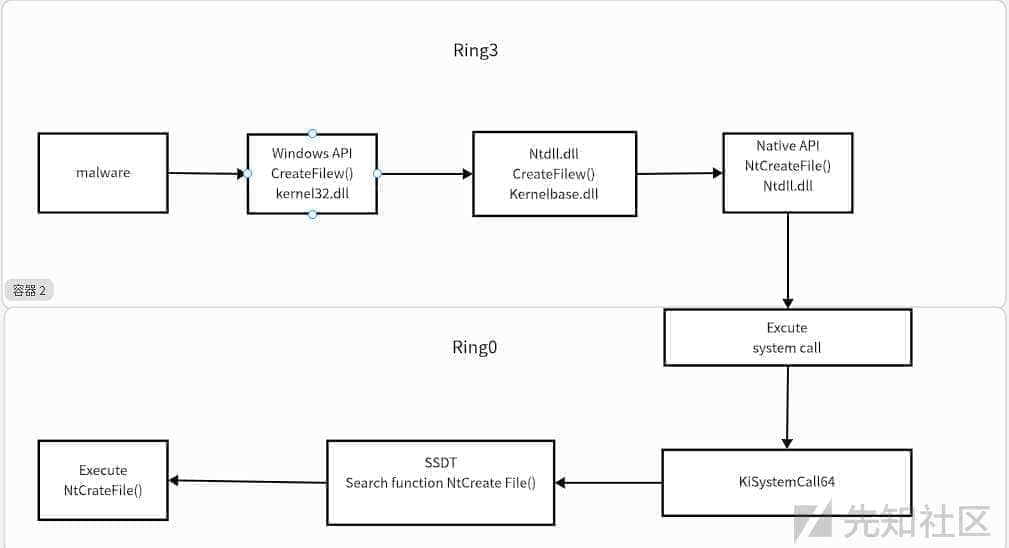 Ring3
malware
Windows API
CreateFilew()
kernel32.dll
Ntdll.dll
CreateFilew()
Kernelbase.dll
Native API
NtCreateFile()
Ntdll.dll
容器 2
Excute
system call
Ring0
Execute
NtCrateFile()
SSDT
Search function NtCreate File()
KiSystemCall64
先知社区